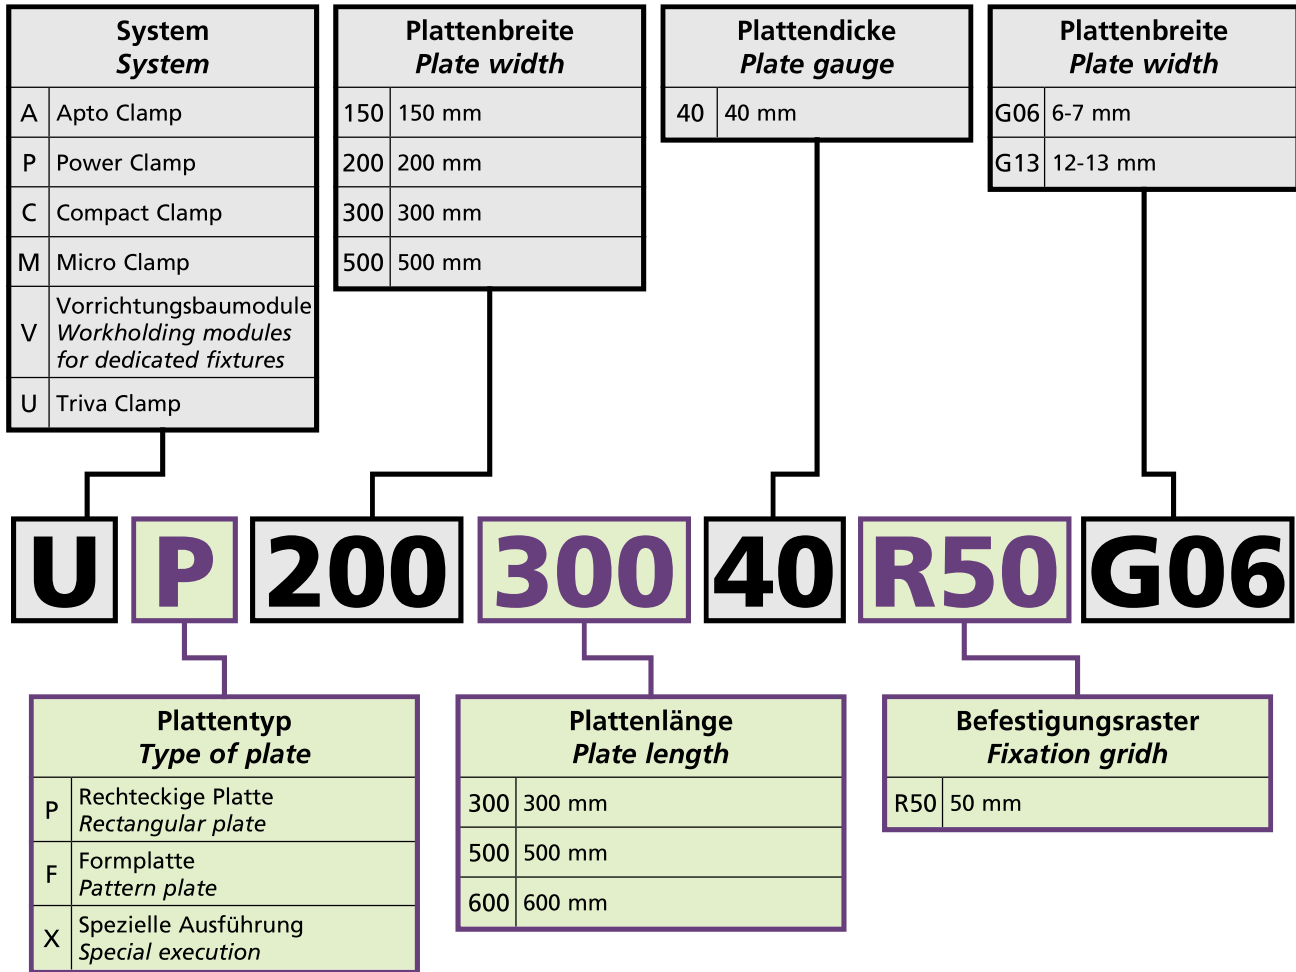 System
System
A Apto Clamp
P Power Clamp
C Compact Clamp
M Micro Clamp
V Vorrichtungsbaumodule
Workholding modules
for dedicated fixtures
U Triva Clamp
Plattenbreite
Plate width
150 150 mm
200 200 mm
300 300 mm
500 500 mm
Plattendicke
Plate gauge
40 40 mm
Plattenbreite
Plate width
G06 6-7 mm
G13 12-13 mm
U P 200 300 40 R50 G06
Plattentyp
Type of plate
P Rechteckige Platte
Rectangular plate
F Formplatte
Pattern plate
X Spezielle Ausführung
Special execution
Plattenlänge
Plate length
300 300 mm
500 500 mm
600 600 mm
Befestigungsraster
Fixation gridh
R50 50 mm